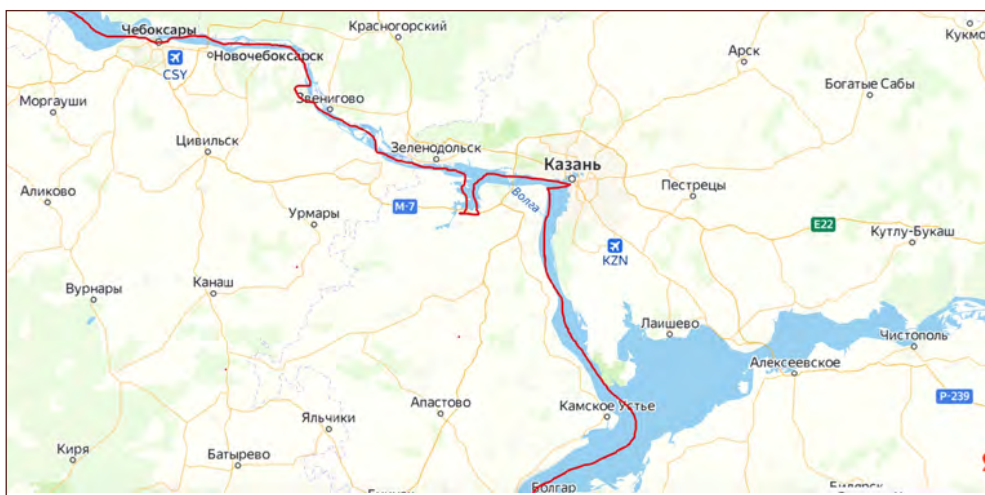 Красногорский
Кукмо
Чебоксары
Новочебоксарск
CSY
Арск
Богатые Сабы
Моргауши
Звенигово
Цивильск
Зеленодольск
Казань
Пестрецы
Аликово
М-7
Волга
Урмары
E22
Кутлу-Букаш
KZN
Канаш
Вурнары
Лаишево
Чистополь
Алексеевское
Р-239
Апастово
Камское Устье
Яльчики
Киря
Батырево
Болгар